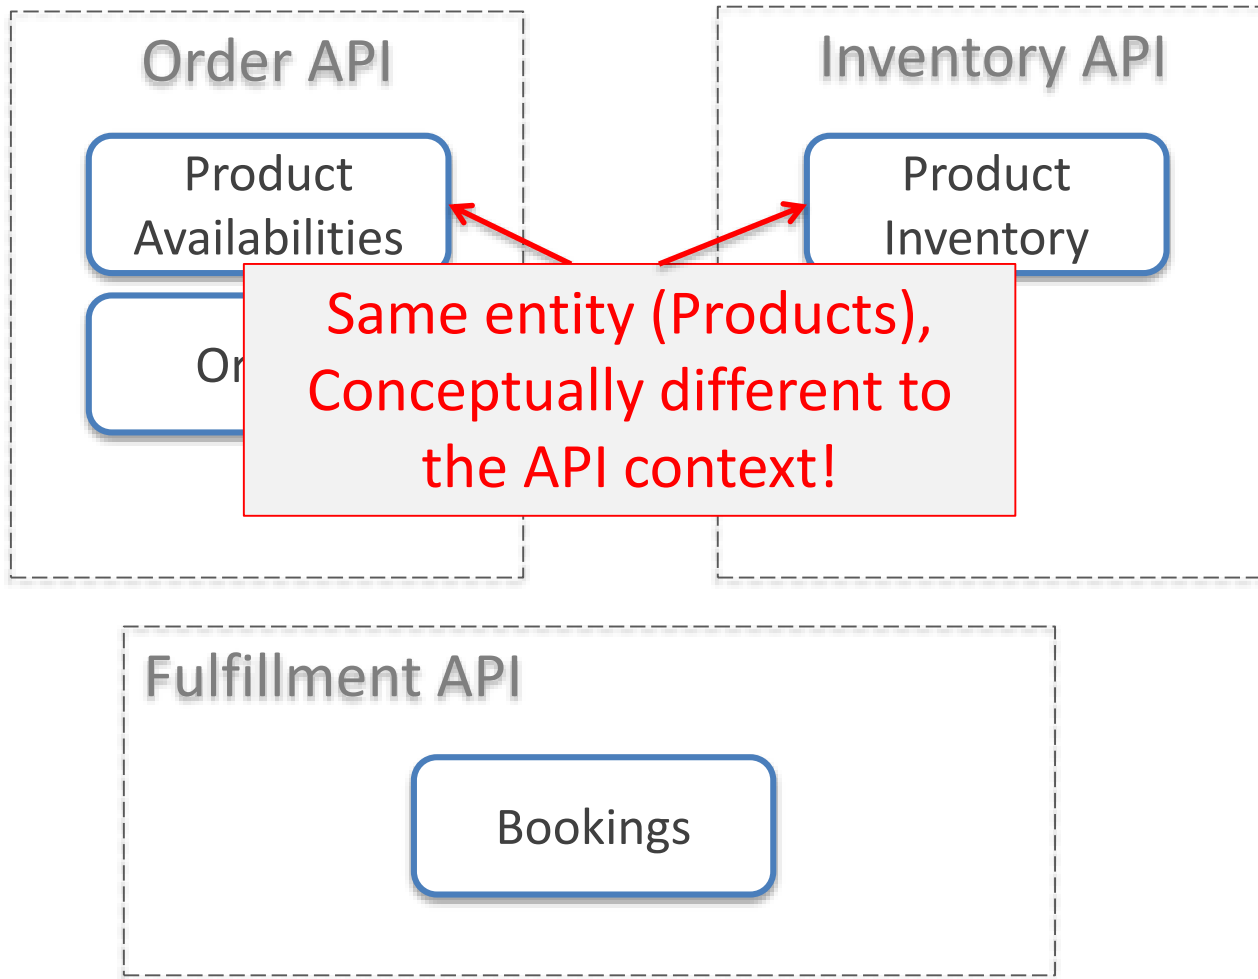 Order API
Product
Availabilities
Inventory API
Product
Inventory
Same entity (Products),
Conceptually different to
the API context!
Fulfillment API
Bookings